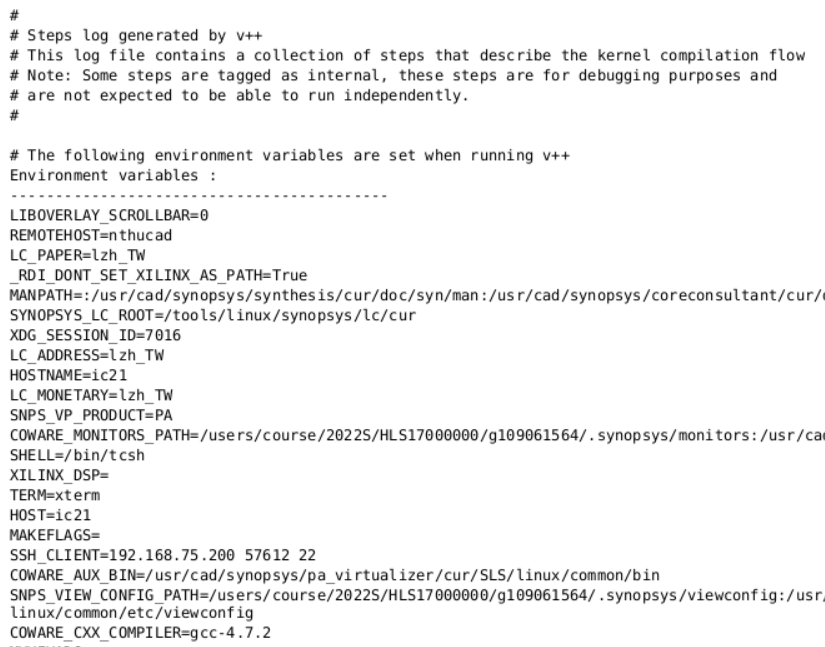 #
# Steps log generated by v++
# This log file contains a collection of steps that describe the kernel compilation flow
# Note: Some steps are tagged as internal, these steps are for debugging purposes and
# are not expected to be able to run independently.
#
# The following environment variables are set when running v++
Environment variables :
------------------------------------------
LIBOVERLAY_SCROLLBAR=0
REMOTEHOST=nthucad
LC_PAPER=lzh_TW
_RDI_DONT_SET_XILINX_AS_PATH=True
MANPATH=:/usr/cad/synopsys/synthesis/cur/doc/syn/man:/usr/cad/synopsys/coreconsultant/cur/
SYNOPSYS_LC_ROOT=/tools/linux/synopsys/lc/cur
XDG_SESSION_ID=7016
LC_ADDRESS=lzh_TW
HOSTNAME=ic21
LC_MONETARY=lzh_TW
SNPS_VP_PRODUCT=PA
COWARE_MONITORS_PATH=/users/course/2022S/HLS17000000/g109061564/.synopsys/monitors:/usr/cad
SHELL=/bin/tcsh
XILINX_DSP=
TERM=xterm
HOST=ic21
MAKEFLAGS=
SSH_CLIENT=192.168.75.200 57612 22
COWARE_AUX_BIN=/usr/cad/synopsys/pa_virtualizer/cur/SLS/linux/common/bin
SNPS_VIEW_CONFIG_PATH=/users/course/2022S/HLS17000000/g109061564/.synopsys/viewconfig:/usr/
linux/common/etc/viewconfig
COWARE_CXX_COMPILER=gcc-4.7.2